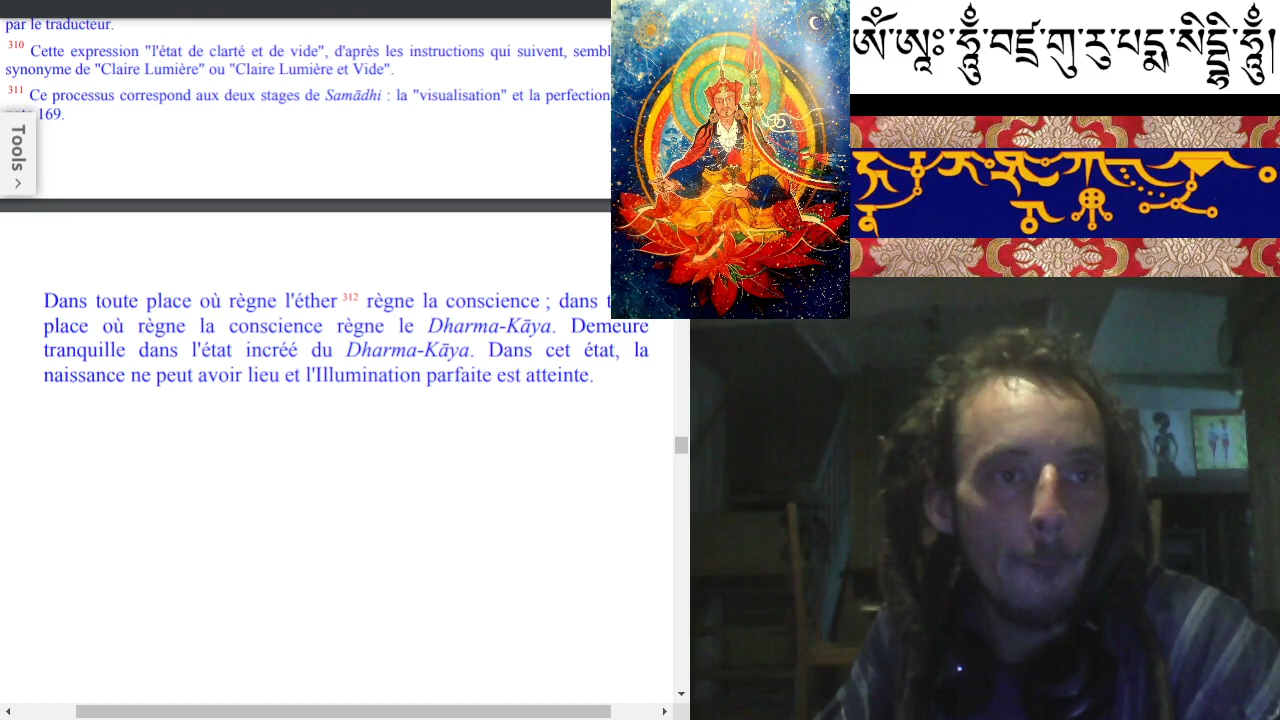 par le traducteur.
310 Cette expression "l'état de clarté et de vide", d'après les instructions qui suivent, sembl
synonyme de "Claire Lumière" ou "Claire Lumière et Vide".
311 Ce processus correspond aux deux stages de Samādhi : la "visualisation" et la perfection
169.
Tools
Dans toute place où règne l'éther 312 règne la conscience ; dans t
place où règne la conscience règne le Dharma-Kāya. Demeure
tranquille dans l'état incréé du Dharma-Kāya. Dans cet état, la
naissance ne peut avoir lieu et l'Illumination parfaite est atteinte.
ཨོཾ་ཨཱཿ་ཧཱུྃ་བཛྲ་གུ་རུ་པདྨ་སིདྡྷི་ཧཱུྃ།